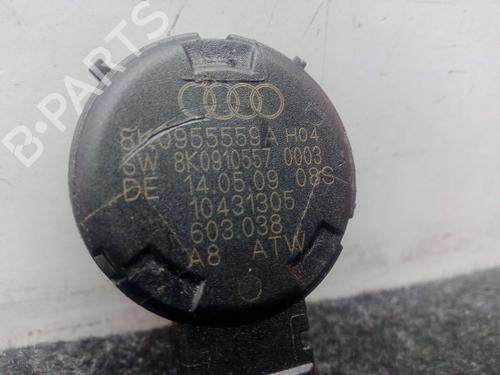 B-PARTS
8K0955559A H04
SW 8K0910557 0003
DE 14.05.09 08S
10431305
603.038
A8 ATW